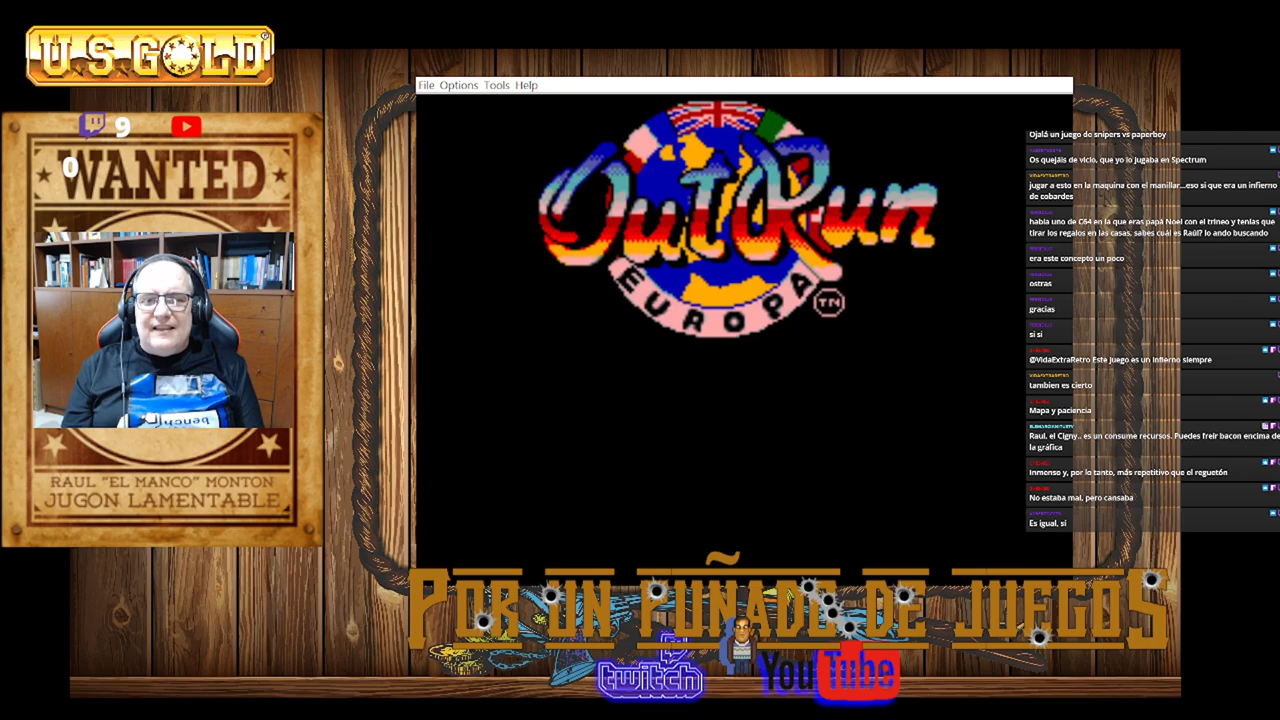 U.S. GOLD
9
0
WANTED
RAUL "EL MANCO" MONTON
JUGON LAMENTABLE
File Options Tools Help
OutRun
EUROPA
TM
Ojalá un juego de snipers vs paperboy
Os quejáis de vicio, que yo lo jugaba en Spectrum
VIDAEXTRARETRO
jugar a esto en la maquina con el manillar...eso si que era un infierno
de cobardes
habia uno de C64 en la que eras papá Noel con el trineo y tenias que
tirar los regalos en las casas, sabes cuál es Raúl? lo ando buscando
era este concepto un poco
ostras
gracias
si si
@VidaExtraRetro Este juego es un infierno siempre
VIDAEXTRARETRO
tambien es cierto
Mapa y paciencia
Raul, el Cigny.. es un consume recursos. Puedes freir bacon encima de
la gráfica
Inmenso y, por lo tanto, más repetitivo que el reguetón
No estaba mal, pero cansaba
Es igual, sí
POR UN PUÑADO DE JUEGOS
twitch
YouTube